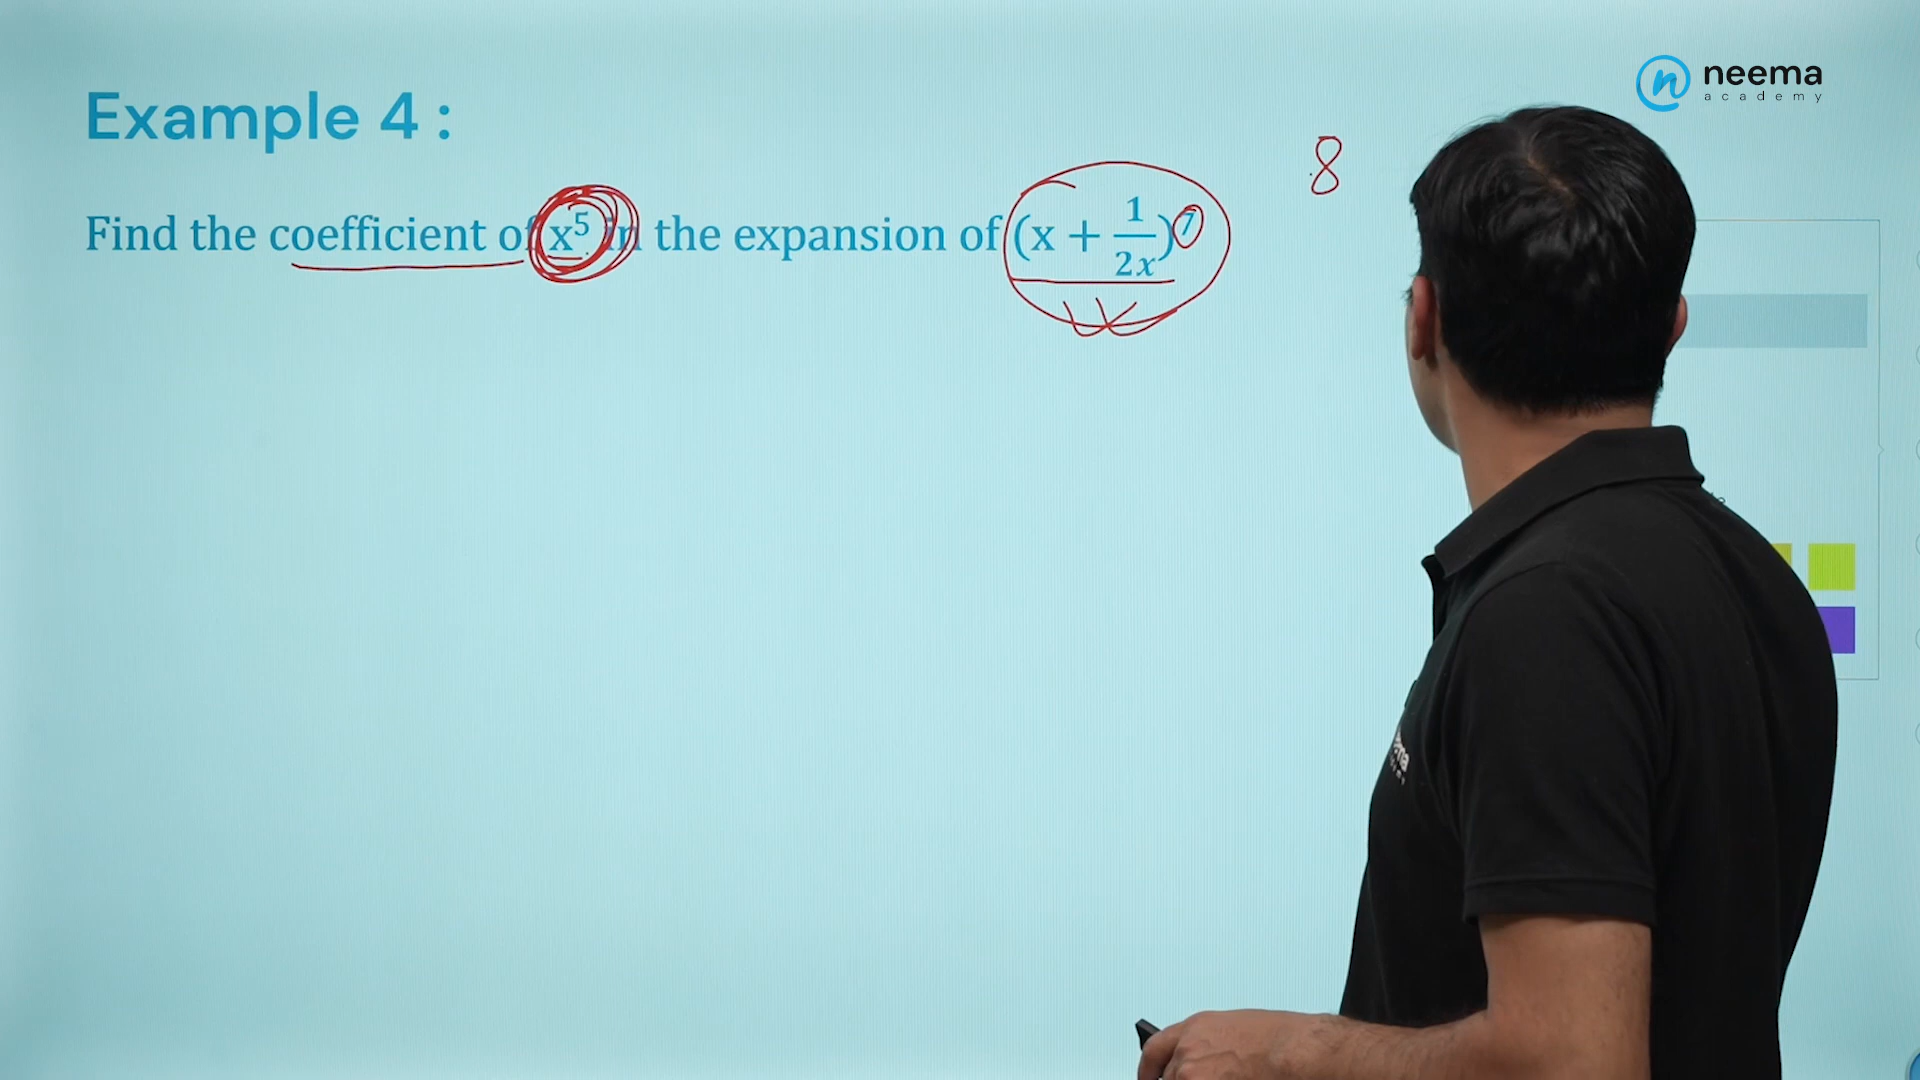 neema
academy
Example 4 :
8
Find the coefficient of x⁵ in the expansion of (x + 1/2x)⁷